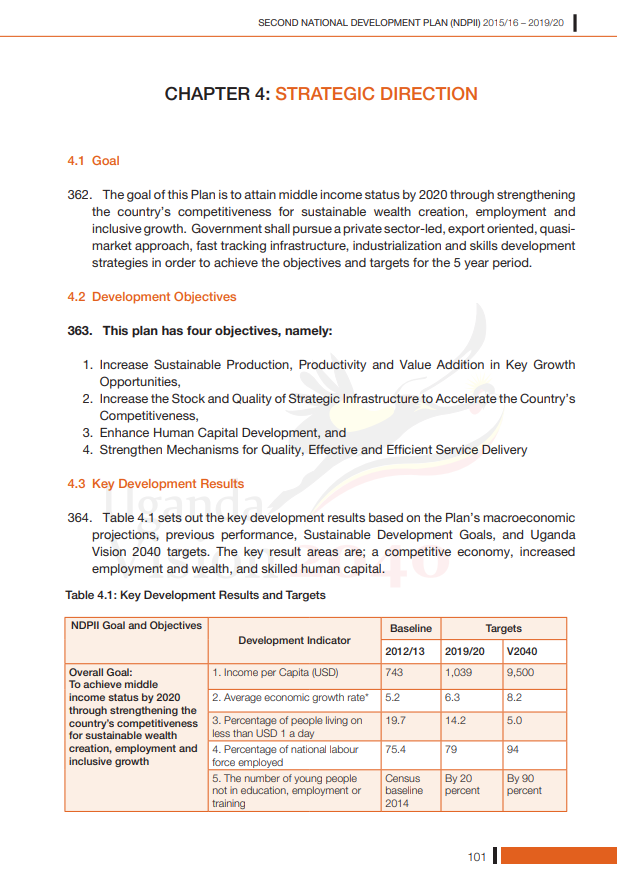 SECOND NATIONAL DEVELOPMENT PLAN (NDPII) 2015/16 – 2019/20
CHAPTER 4: STRATEGIC DIRECTION
4.1 Goal
362. The goal of this Plan is to attain middle income status by 2020 through strengthening
the country's competitiveness for sustainable wealth creation, employment and
inclusive growth. Government shall pursue a private sector-led, export oriented, quasi-
market approach, fast tracking infrastructure, industrialization and skills development
strategies in order to achieve the objectives and targets for the 5 year period.
4.2 Development Objectives
363. This plan has four objectives, namely:
1. Increase Sustainable Production, Productivity and Value Addition in Key Growth
Opportunities,
2. Increase the Stock and Quality of Strategic Infrastructure to Accelerate the Country's
Competitiveness,
3. Enhance Human Capital Development, and
4. Strengthen Mechanisms for Quality, Effective and Efficient Service Delivery
4.3 Key Development Results
Uganda
364. Table 4.1 sets out the key development results based on the Plan's macroeconomic
projections, previous performance, Sustainable Development Goals, and Uganda
Vision 2040 targets. The key result areas are; a competitive economy, increased
employment and wealth, and skilled human capital.
Vision 2040
Table 4.1: Key Development Results and Targets
NDPII Goal and Objectives
Development Indicator
Baseline
Targets
2012/13
2019/20
V2040
Overall Goal:
To achieve middle
income status by 2020
through strengthening the
country's competitiveness
for sustainable wealth
creation, employment and
inclusive growth
1. Income per Capita (USD)
743
1,039
9,500
2. Average economic growth rate*
5.2
6.3
8.2
3. Percentage of people living on
less than USD 1 a day
19.7
14.2
5.0
4. Percentage of national labour
force employed
75.4
79
94
5. The number of young people
not in education, employment or
training
Census
baseline
2014
By 20
percent
By 90
percent
101